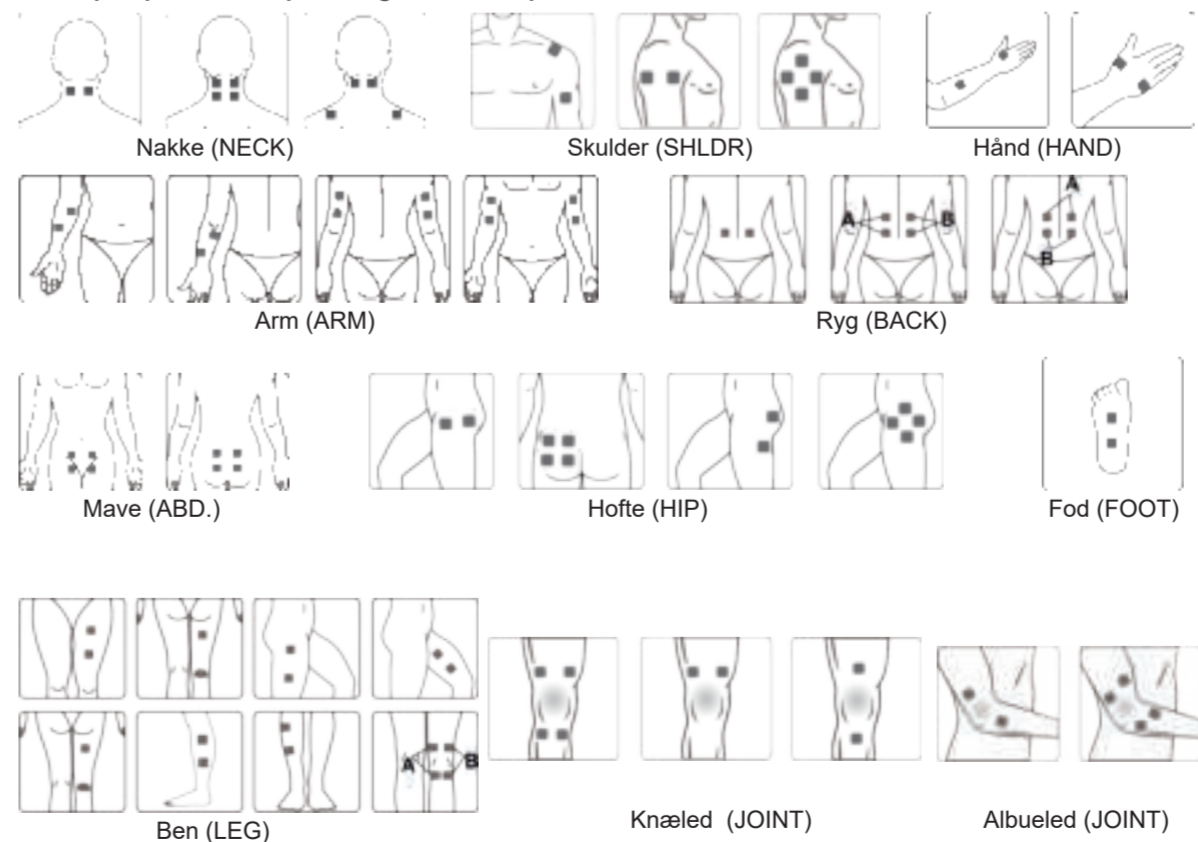 Nakke (NECK)
Skulder (SHLDR)
Hånd (HAND)
A
B
A
B
Arm (ARM)
Ryg (BACK)
Mave (ABD.)
Hofte (HIP)
Fod (FOOT)
A
B
Ben (LEG)
Knæled (JOINT)
Albueled (JOINT)